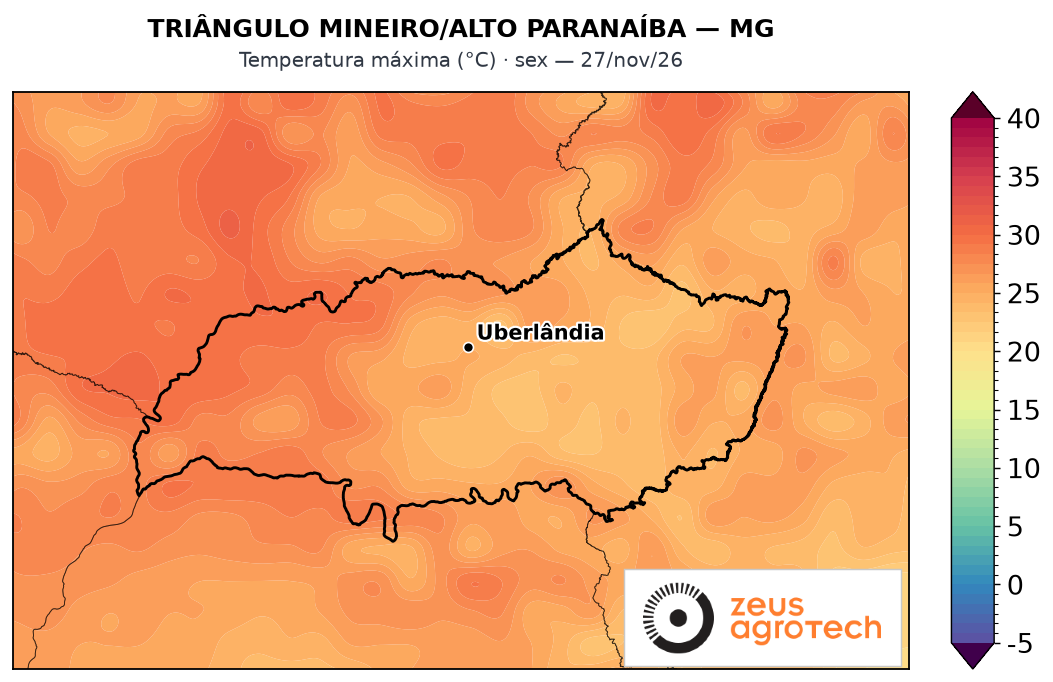 TRIÂNGULO MINEIRO/ALTO PARANAÍBA — MG
Temperatura máxima (°C) · sex — 27/nov/26
Uberlândia
40
35
30
25
20
15
10
5
0
-5
zeus
agrotech